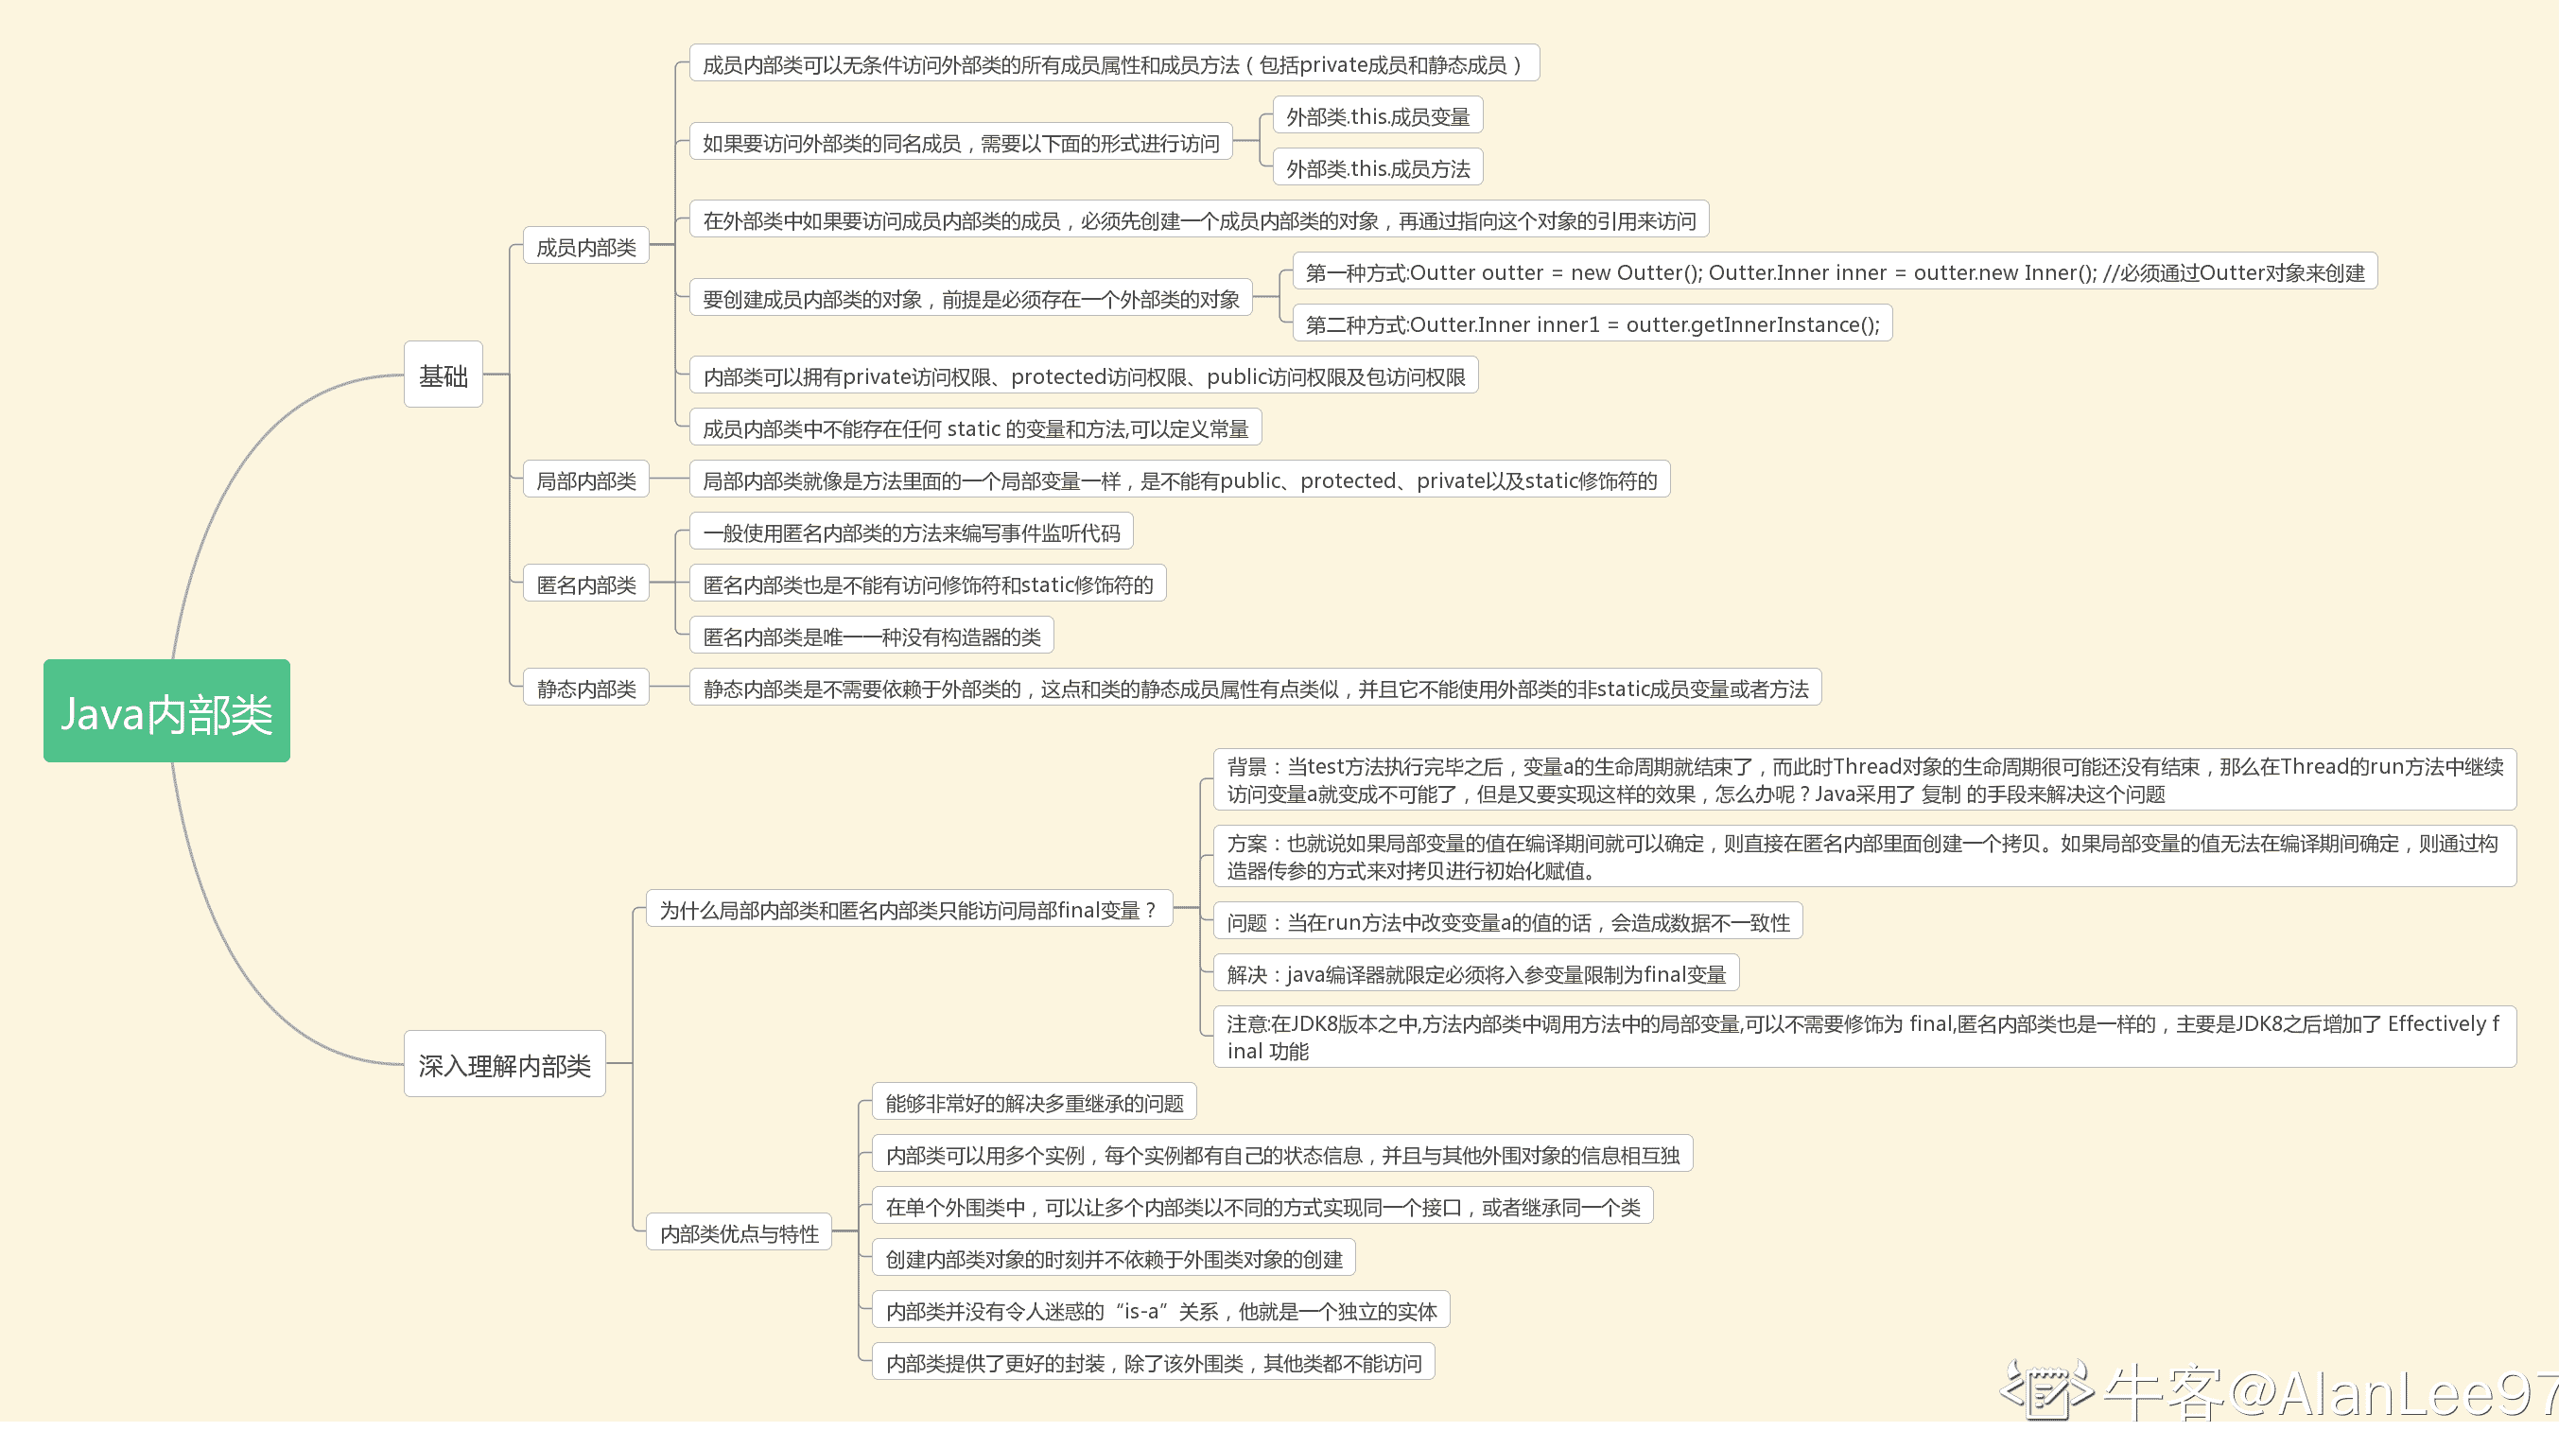 Java内部类
基础
成员内部类
成员内部类可以无条件访问外部类的所有成员属性和成员方法（包括private成员和静态成员）
如果要访问外部类的同名成员，需要以下面的形式进行访问
外部类.this.成员变量
外部类.this.成员方法
在外部类中如果要访问成员内部类的成员，必须先创建一个成员内部类的对象，再通过指向这个对象的引用来访问
要创建成员内部类的对象，前提是必须存在一个外部类的对象
第一种方式:Outter outter = new Outter(); Outter.Inner inner = outter.new Inner(); //必须通过Outter对象来创建
第二种方式:Outter.Inner inner1 = outter.getInnerInstance();
内部类可以拥有private访问权限、protected访问权限、public访问权限及包访问权限
成员内部类中不能存在任何 static 的变量和方法,可以定义常量
局部内部类
局部内部类就像是方法里面的一个局部变量一样，是不能有public、protected、private以及static修饰符的
匿名内部类
一般使用匿名内部类的方法来编写事件监听代码
匿名内部类也是不能有访问修饰符和static修饰符的
匿名内部类是唯一一种没有构造器的类
静态内部类
静态内部类是不需要依赖于外部类的，这点和类的静态成员属性有点类似，并且它不能使用外部类的非static成员变量或者方法
深入理解内部类
为什么局部内部类和匿名内部类只能访问局部final变量？
背景：当test方法执行完毕之后，变量a的生命周期就结束了，而此时Thread对象的生命周期很可能还没有结束，那么在Thread的run方法中继续
访问变量a就变成不可能了，但是又要实现这样的效果，怎么办呢？Java采用了 复制 的手段来解决这个问题
方案：也就说如果局部变量的值在编译期间就可以确定，则直接在匿名内部里面创建一个拷贝。如果局部变量的值无法在编译期间确定，则通过构
造器传参的方式来对拷贝进行初始化赋值。
问题：当在run方法中改变变量a的值的话，会造成数据不一致性
解决：java编译器就限定必须将入参变量限制为final变量
注意:在JDK8版本之中,方法内部类中调用方法中的局部变量,可以不需要修饰为 final,匿名内部类也是一样的，主要是JDK8之后增加了 Effectively f
inal 功能
内部类优点与特性
能够非常好的解决多重继承的问题
内部类可以用多个实例，每个实例都有自己的状态信息，并且与其他外围对象的信息相互独
在单个外围类中，可以让多个内部类以不同的方式实现同一个接口，或者继承同一个类
创建内部类对象的时刻并不依赖于外围类对象的创建
内部类并没有令人迷惑的“is-a”关系，他就是一个独立的实体
内部类提供了更好的封装，除了该外围类，其他类都不能访问
牛客@AlanLee97